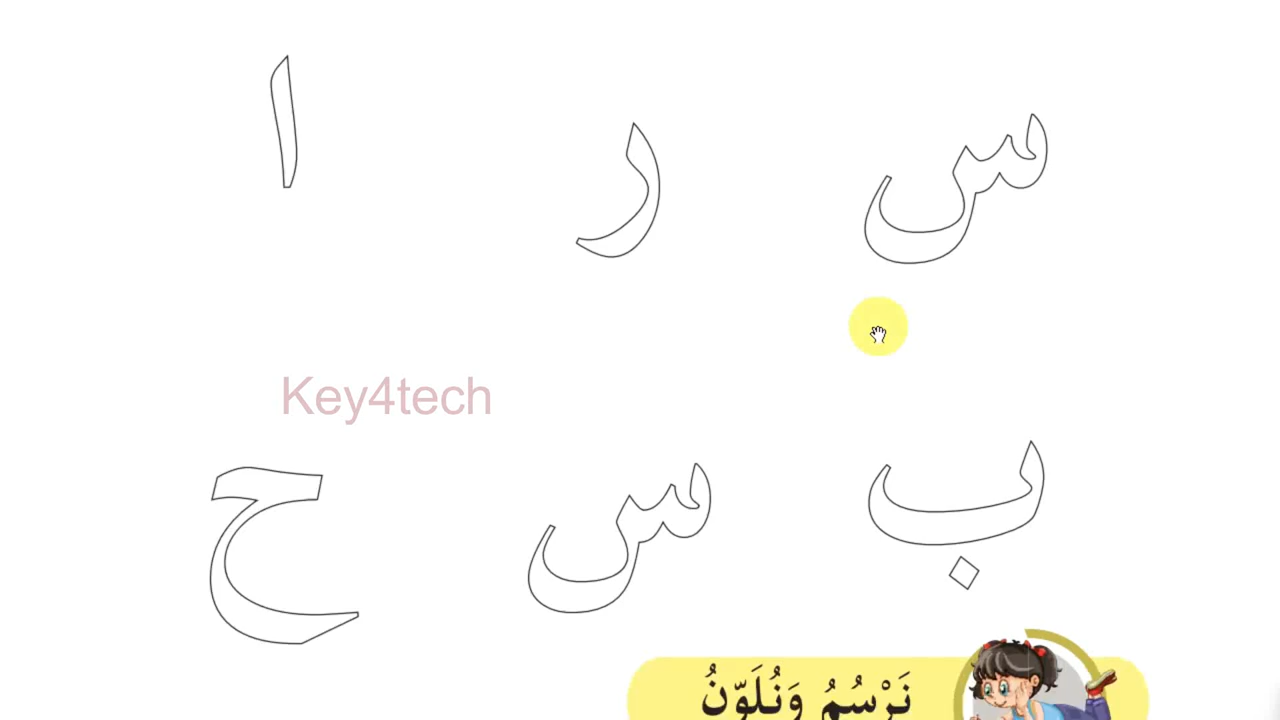 س ر ا
Key4tech
ب س ح
نَرْسُمُ وَنُلَوِّنُ